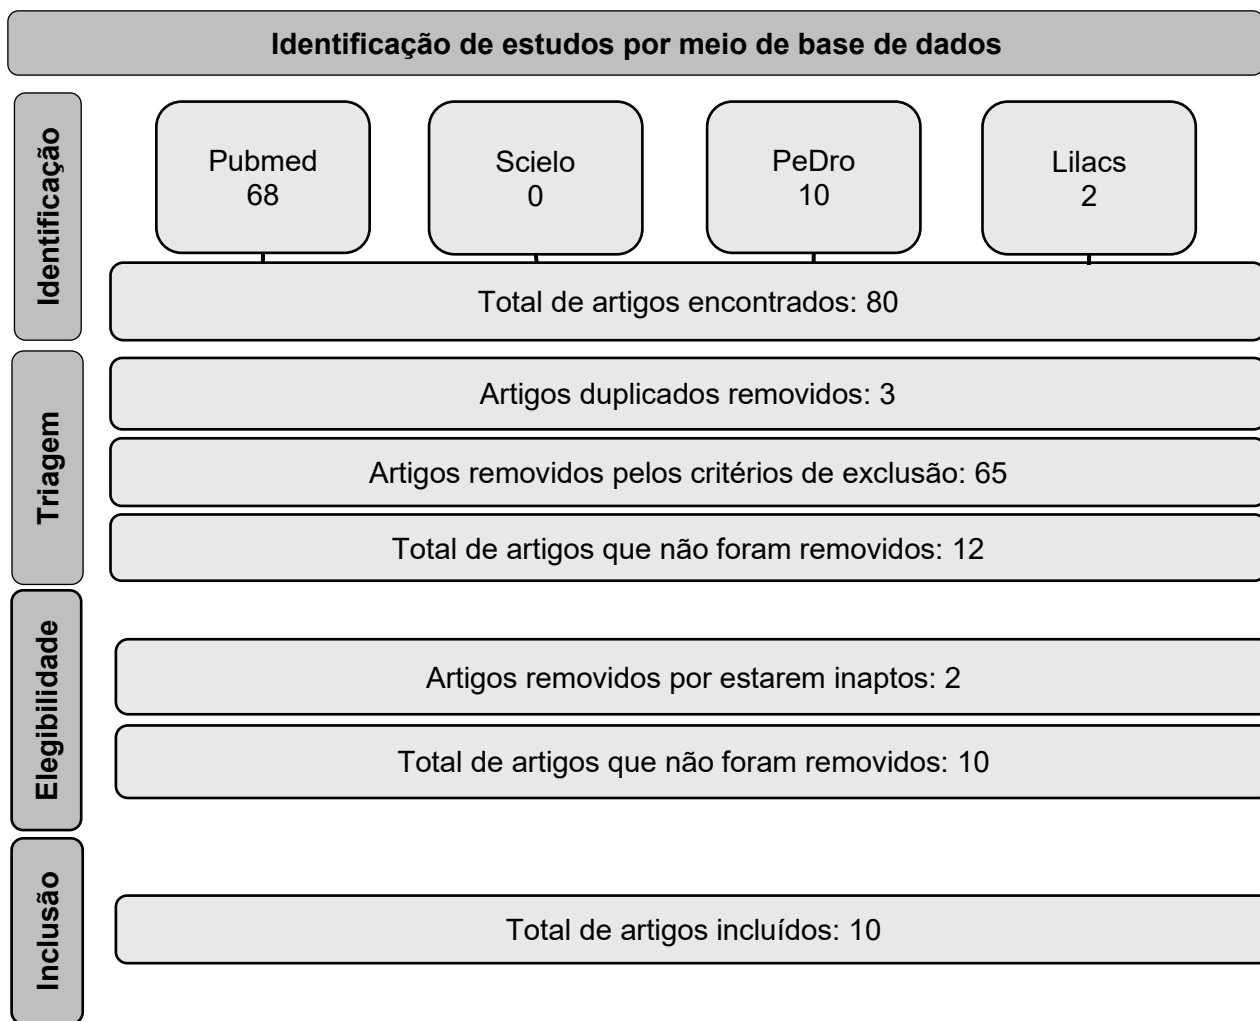 Identificação de estudos por meio de base de dados
Identificação
Pubmed
68
Scielo
0
PeDro
10
Lilacs
2
Total de artigos encontrados: 80
Triagem
Artigos duplicados removidos: 3
Artigos removidos pelos critérios de exclusão: 65
Total de artigos que não foram removidos: 12
Elegibilidade
Artigos removidos por estarem inaptos: 2
Total de artigos que não foram removidos: 10
Inclusão
Total de artigos incluídos: 10